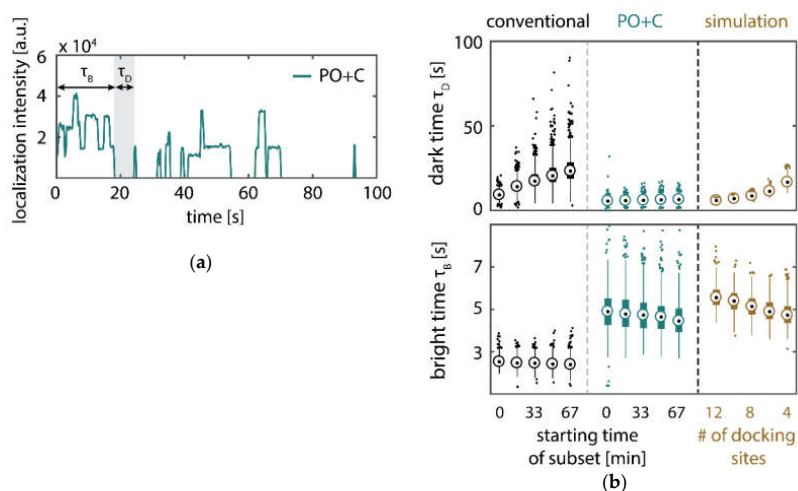 localization intensity [a.u.]
x 10⁴
6
4
2
τB
τD
PO+C
0
20
40
60
80
100
time [s]
(a)
conventional
PO+C
simulation
dark time τD [s]
100
50
0
bright time τB [s]
7
5
3
0 33 67
0 33 67
12 8 4
starting time
of subset [min]
# of docking
sites
(b)